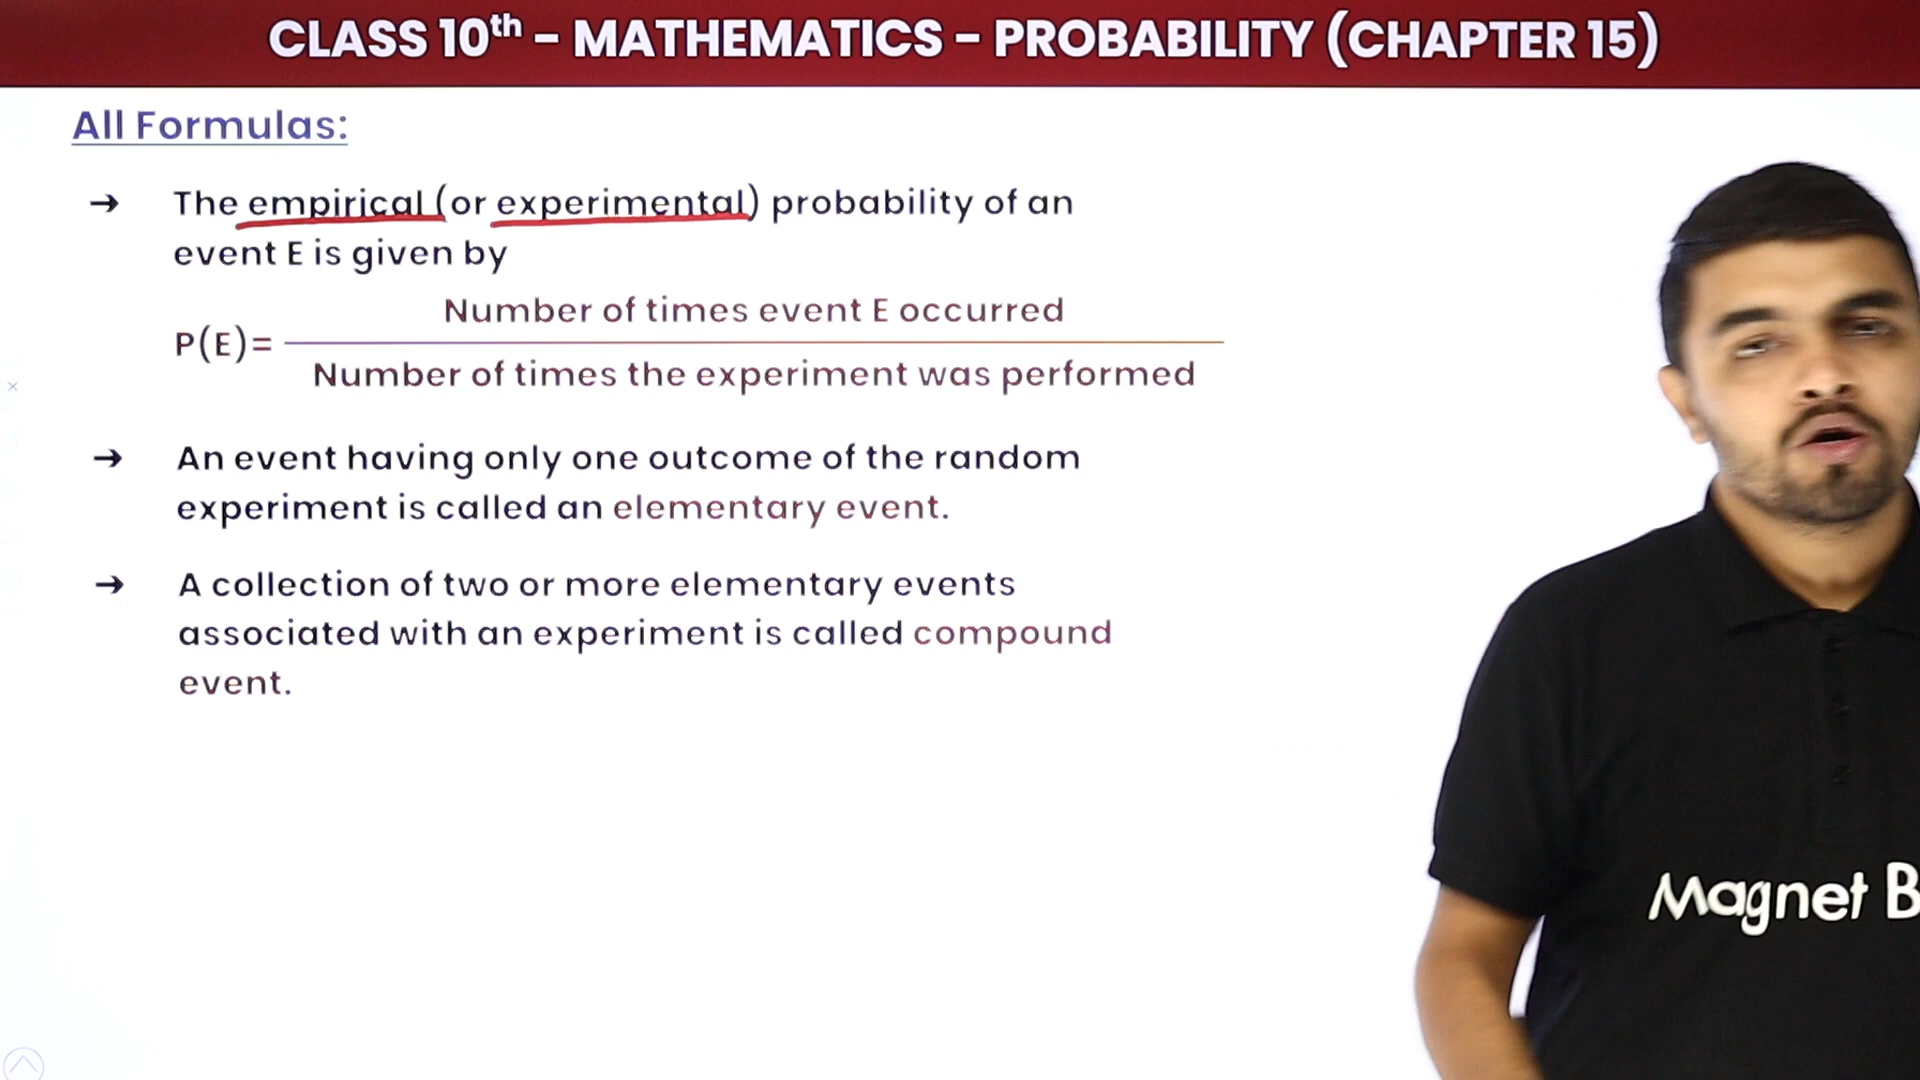 CLASS 10th - MATHEMATICS - PROBABILITY (CHAPTER 15)
All Formulas:
→ The empirical (or experimental) probability of an
event E is given by
Number of times event E occurred
P(E)=
Number of times the experiment was performed
→ An event having only one outcome of the random
experiment is called an elementary event.
→ A collection of two or more elementary events
associated with an experiment is called compound
event.
Magnet B